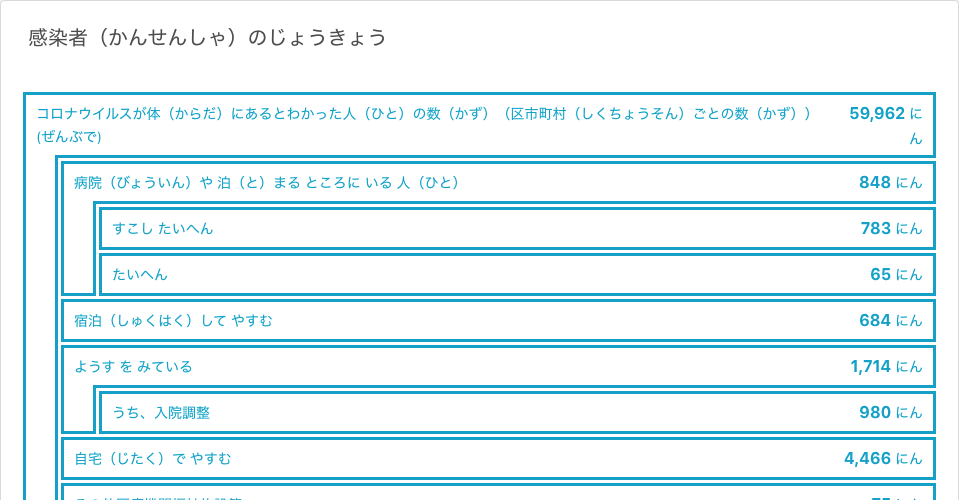 感染者（かんせんしゃ）のじょうきょう
コロナウイルスが体（からだ）にあるとわかった人（ひと）の数（かず）（区市町村（しくちょうそん）ごとの数（かず）） 59,962 に
(ぜんぶで) ん
病院（びょういん）や 泊（と）まる ところに いる 人（ひと） 848 にん
すこし たいへん 783 にん
たいへん 65 にん
宿泊（しゅくはく）して やすむ 684 にん
ようす を みている 1,714 にん
うち、入院調整 980 にん
自宅（じたく）で やすむ 4,466 にん